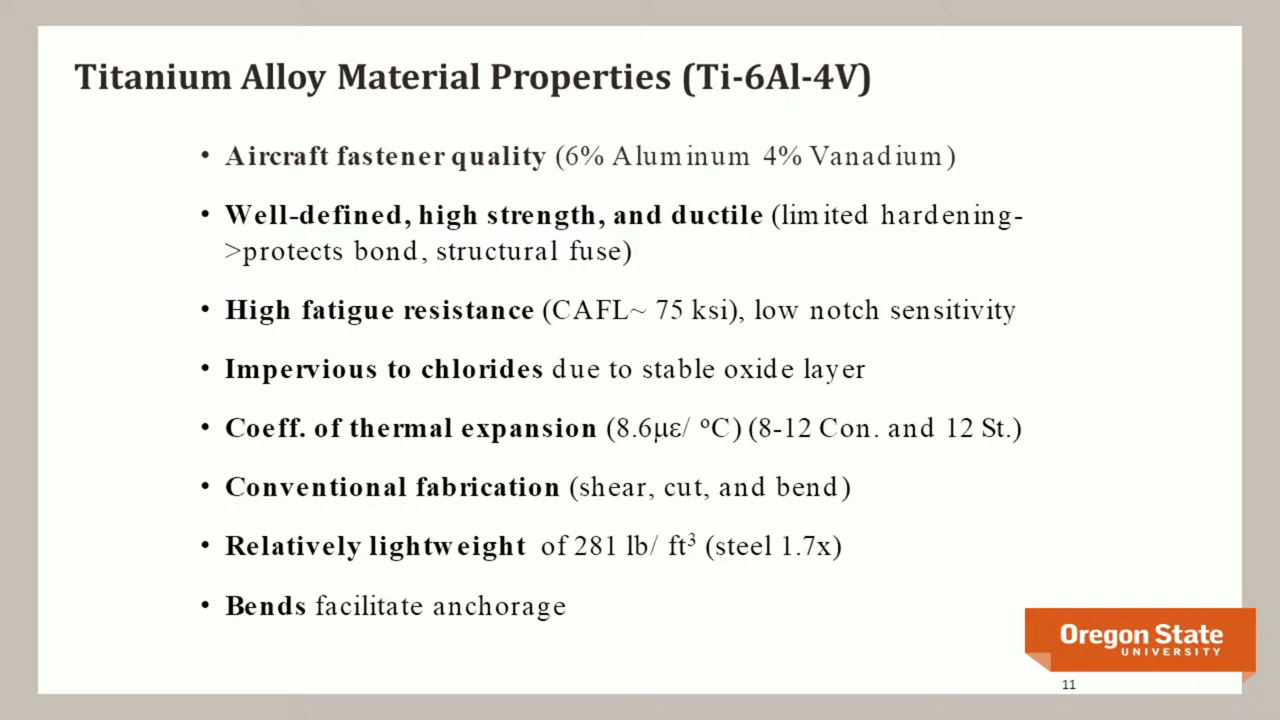 Titanium Alloy Material Properties (Ti-6Al-4V)
• Aircraft fastener quality (6% Aluminum 4% Vanadium)
• Well-defined, high strength, and ductile (limited hardening-
>protects bond, structural fuse)
• High fatigue resistance (CAFL~ 75 ksi), low notch sensitivity
• Impervious to chlorides due to stable oxide layer
• Coeff. of thermal expansion (8.6με/ ºC) (8-12 Con. and 12 St.)
• Conventional fabrication (shear, cut, and bend)
• Relatively lightweight of 281 lb/ ft³ (steel 1.7x)
• Bends facilitate anchorage
Oregon State
UNIVERSITY
11